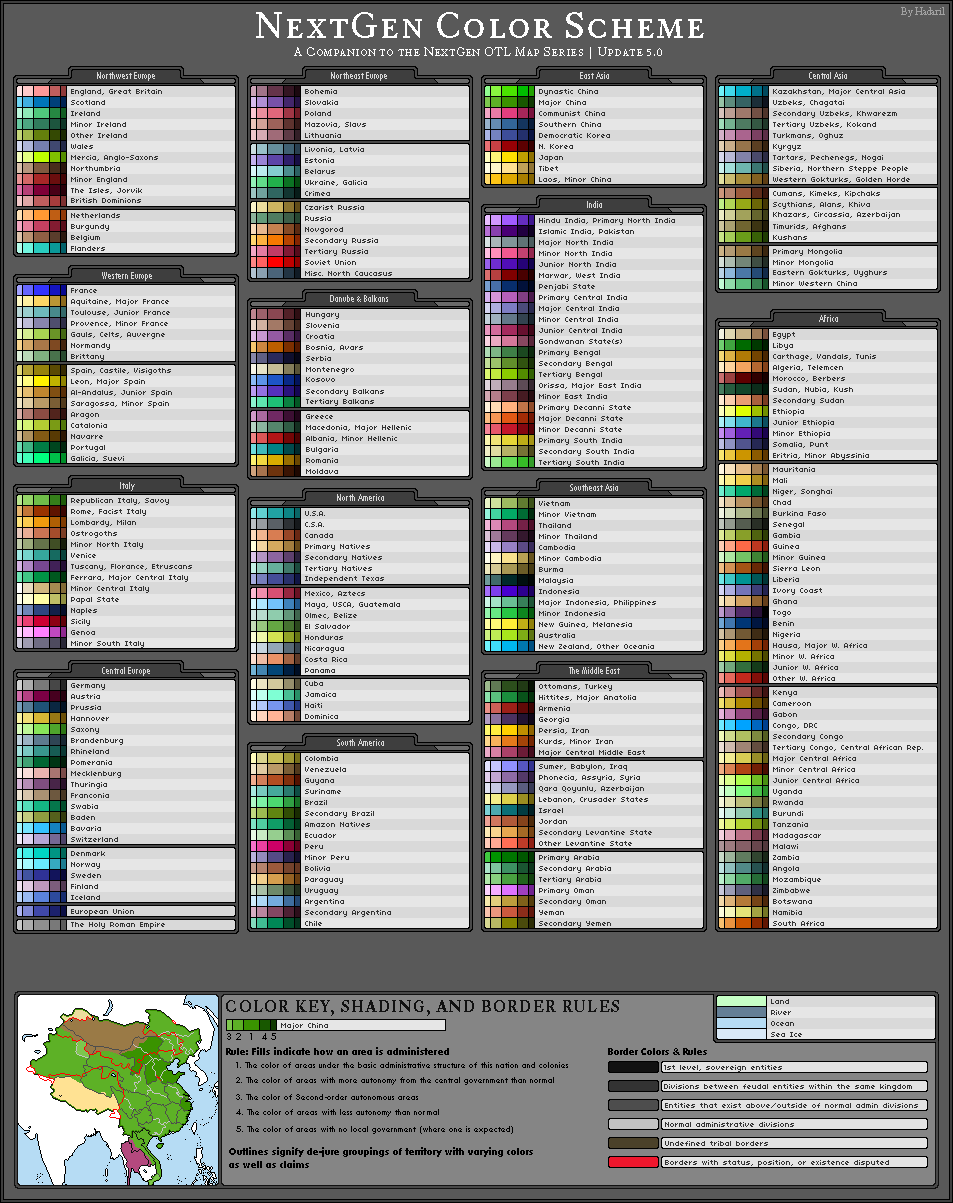 By Hadaril
NextGen Color Scheme
A Companion to the NextGen OTL Map Series | Update 5.0
Northwest Europe
England, Great Britain
Scotland
Ireland
Minor Ireland
Other Ireland
Wales
Mercia, Anglo-Saxons
Northumbria
Minor England
The Isles, Jorvik
British Dominions
Netherlands
Burgundy
Belgium
Flanders
Western Europe
France
Aquitaine, Major France
Toulouse, Junior France
Provence, Minor France
Gauls, Celts, Auvergne
Normandy
Brittany
Spain, Castile, Visigoths
Leon, Major Spain
Al-Andalus, Junior Spain
Saragossa, Minor Spain
Aragon
Catalonia
Navarre
Portugal
Galicia, Suevi
Italy
Republican Italy, Savoy
Rome, Facist Italy
Lombardy, Milan
Ostrogoths
Minor North Italy
Venice
Tuscany, Florance, Etruscans
Ferrara, Major Central Italy
Minor Central Italy
Papal State
Naples
Sicily
Genoa
Minor South Italy
Central Europe
Germany
Austria
Prussia
Hannover
Saxony
Brandenburg
Rhineland
Pomerania
Mecklenburg
Thuringia
Franconia
Swabia
Baden
Bavaria
Switzerland
Denmark
Norway
Sweden
Finland
Iceland
European Union
The Holy Roman Empire
Northeast Europe
Bohemia
Slovakia
Poland
Mazovia, Slavs
Lithuania
Livonia, Latvia
Estonia
Belarus
Ukraine, Galicia
Crimea
Czarist Russia
Russia
Novgorod
Secondary Russia
Tertiary Russia
Soviet Union
Misc. North Caucasus
Danube & Balkans
Hungary
Slovenia
Croatia
Bosnia, Avars
Serbia
Montenegro
Kosovo
Secondary Balkans
Tertiary Balkans
Greece
Macedonia, Major Hellenic
Albania, Minor Hellenic
Bulgaria
Romania
Moldava
North America
U.S.A.
C.S.A.
Canada
Primary Natives
Secondary Natives
Tertiary Natives
Independent Texas
Mexico, Aztecs
Maya, USCA, Guatemala
Olmec, Belize
El Salvador
Honduras
Nicaragua
Costa Rica
Panama
Cuba
Jamaica
Haiti
Dominica
South America
Colombia
Venezuela
Guyana
Suriname
Brazil
Secondary Brazil
Amazon Natives
Ecuador
Peru
Minor Peru
Bolivia
Paraguay
Uruguay
Argentina
Secondary Argentina
Chile
East Asia
Dynastic China
Major China
Communist China
Southern China
Democratic Korea
N. Korea
Japan
Tibet
Laos, Minor China
India
Hindu India, Primary North India
Islamic India, Pakistan
Major North India
Minor North India
Junior North India
Marwar, West India
Penjabi State
Primary Central India
Major Central India
Minor Central India
Junior Central India
Gondwanan State(s)
Primary Bengal
Secondary Bengal
Tertiary Bengal
Orissa, Major East India
Minor East India
Primary Decanni State
Major Decanni State
Minor Decanni State
Primary South India
Secondary South India
Tertiary South India
Southeast Asia
Vietnam
Minor Vietnam
Thailand
Minor Thailand
Cambodia
Minor Cambodia
Burma
Malaysia
Indonesia
Major Indonesia, Philippines
Minor Indonesia
New Guinea, Melanesia
Australia
New Zealand, Other Oceania
The Middle East
Ottomans, Turkey
Hittites, Major Anatolia
Armenia
Georgia
Persia, Iran
Kurds, Minor Iran
Major Central Middle East
Sumer, Babylon, Iraq
Phonecia, Assyria, Syria
Qara Qoyunlu, Azerbaijan
Lebanon, Crusader States
Israel
Jordan
Secondary Levantine State
Other Levantine State
Primary Arabia
Secondary Arabia
Tertiary Arabia
Primary Oman
Secondary Oman
Yeman
Secondary Yemen
Central Asia
Kazakhstan, Major Central Asia
Uzbeks, Chagatai
Secondary Uzbeks, Khwarezm
Tertiary Uzbeks, Kokand
Turkmans, Oghuz
Kyrgyz
Tartars, Pechenegs, Nogai
Siberia, Northern Steppe People
Western Gokturks, Golden Horde
Cumans, Kimeks, Kipchaks
Scythians, Alans, Khiva
Khazars, Circassia, Azerbaijan
Timurids, Afghans
Kushans
Primary Mongolia
Minor Mongolia
Eastern Gokturks, Uyghurs
Minor Western China
Africa
Egypt
Libya
Carthage, Vandals, Tunis
Algeria, Telemcen
Morocco, Berbers
Sudan, Nubia, Kush
Secondary Sudan
Ethiopia
Junior Ethiopia
Minor Ethiopia
Somalia, Punt
Eritria, Minor Abyssinia
Mauritania
Mali
Niger, Songhai
Chad
Burkina Faso
Senegal
Gambia
Guinea
Minor Guinea
Sierra Leon
Liberia
Ivory Coast
Ghana
Togo
Benin
Nigeria
Hausa, Major W. Africa
Minor W. Africa
Junior W. Africa
Other W. Africa
Kenya
Cameroon
Gabon
Congo, DRC
Secondary Congo
Tertiary Congo, Central African Rep.
Major Central Africa
Minor Central Africa
Junior Central Africa
Uganda
Rwanda
Burundi
Tanzania
Madagascar
Malawi
Zambia
Angola
Mozambique
Zimbabwe
Botswana
Namibia
South Africa
Color Key, Shading, and Border Rules
Major China
3 2 1 4 5
Rule: Fills indicate how an area is administered
1. The color of areas under the basic administrative structure of this nation and colonies
2. The color of areas with more autonomy from the central government than normal
3. The color of Second-order autonomous areas
4. The color of areas with less autonomy than normal
5. The color of areas with no local government (where one is expected)
Outlines signify de-jure groupings of territory with varying colors
as well as claims
Land
River
Ocean
Sea Ice
Border Colors & Rules
1st level, sovereign entities
Divisions between feudal entities within the same kingdom
Entities that exist above/outside of normal admin divisions
Normal administrative divisions
Undefined tribal borders
Borders with status, position, or existence disputed